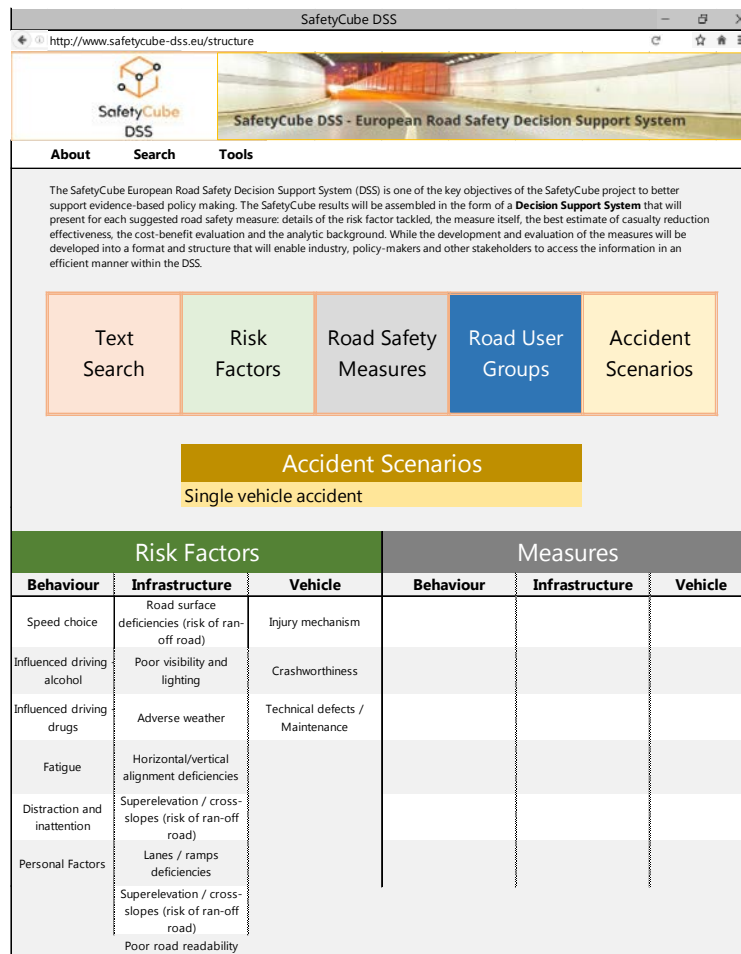 SafetyCube DSS
http://www.safetycube-dss.eu/structure
SafetyCube
DSS
SafetyCube DSS - European Road Safety Decision Support System
About Search Tools
The SafetyCube European Road Safety Decision Support System (DSS) is one of the key objectives of the SafetyCube project to better
support evidence-based policy making. The SafetyCube results will be assembled in the form of a Decision Support System that will
present for each suggested road safety measure: details of the risk factor tackled, the measure itself, the best estimate of casualty reduction
effectiveness, the cost-benefit evaluation and the analytic background. While the development and evaluation of the measures will be
developed into a format and structure that will enable industry, policy-makers and other stakeholders to access the information in an
efficient manner within the DSS.
Text
Search
Risk
Factors
Road Safety
Measures
Road User
Groups
Accident
Scenarios
Accident Scenarios
Single vehicle accident
Risk Factors Measures
Behaviour Infrastructure Vehicle Behaviour Infrastructure Vehicle
Speed choice
Road surface
deficiencies (risk of ran-
off road)
Injury mechanism
Influenced driving -
alcohol
Poor visibility and
lighting
Crashworthiness
Influenced driving -
drugs
Adverse weather
Technical defects /
Maintenance
Fatigue
Horizontal/vertical
alignment deficiencies
Distraction and
inattention
Superelevation / cross-
slopes (risk of ran-off
road)
Personal Factors
Lanes / ramps
deficiencies
Superelevation / cross-
slopes (risk of ran-off
road)
Poor road readability